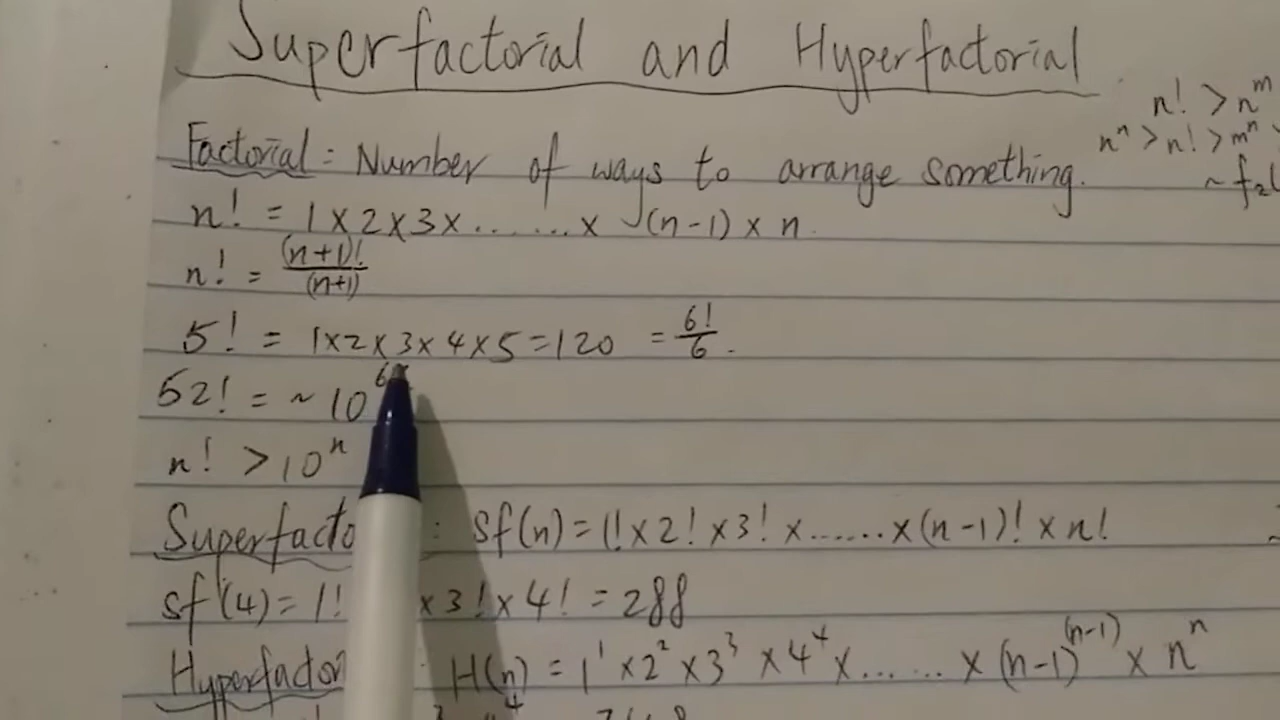 Superfactorial and Hyperfactorial
n! > n^m
n^n > n! > m^n
Factorial: Number of ways to arrange something.
n! = 1 × 2 × 3 × ....... × (n-1) × n.
n! = (n+1)!/(n+1)
5! = 1×2×3×4×5=120 = 6!/6.
52! = ~ 10
n! > 10^n
: Sf(n) = 1! × 2! × 3! × ....... × (n-1)! × n!
sf(4) = 1! × 3! × 4! = 288
: H(n) = 1^1 × 2^2 × 3^3 × 4^4 × ....... × (n-1)^(n-1) × n^n